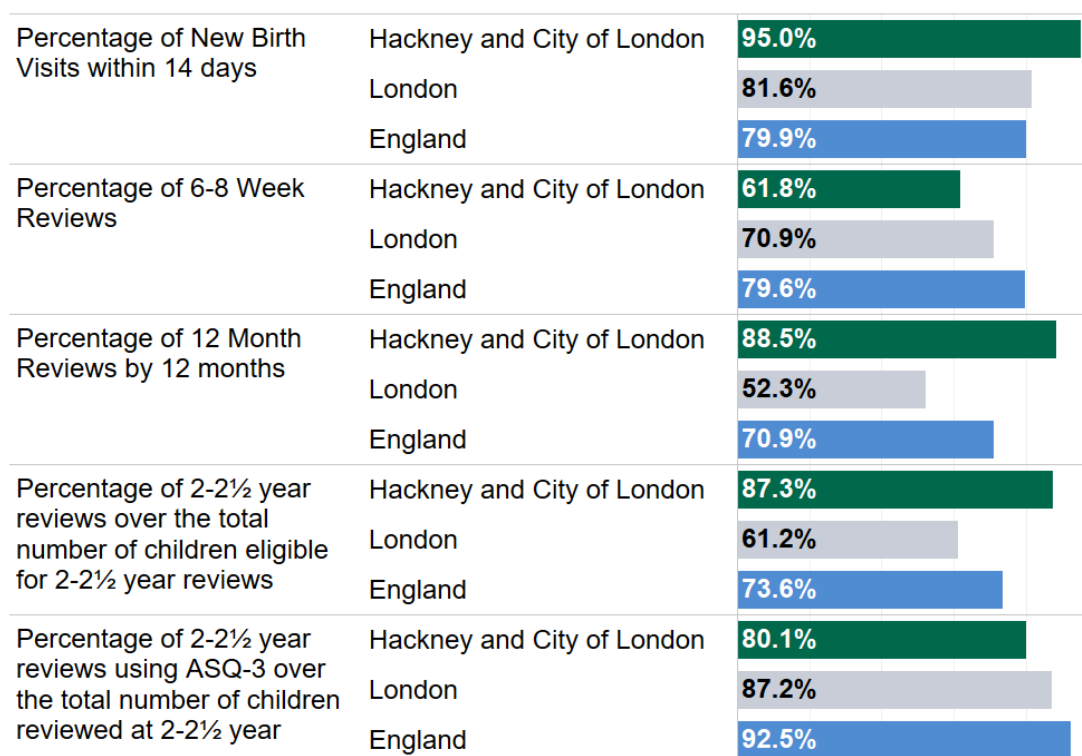 Percentage of New Birth
Visits within 14 days
Hackney and City of London 95.0%
London 81.6%
England 79.9%
Percentage of 6-8 Week
Reviews
Hackney and City of London 61.8%
London 70.9%
England 79.6%
Percentage of 12 Month
Reviews by 12 months
Hackney and City of London 88.5%
London 52.3%
England 70.9%
Percentage of 2-2½ year
reviews over the total
number of children eligible
for 2-2½ year reviews
Hackney and City of London 87.3%
London 61.2%
England 73.6%
Percentage of 2-2½ year
reviews using ASQ-3 over
the total number of children
reviewed at 2-2½ year
Hackney and City of London 80.1%
London 87.2%
England 92.5%